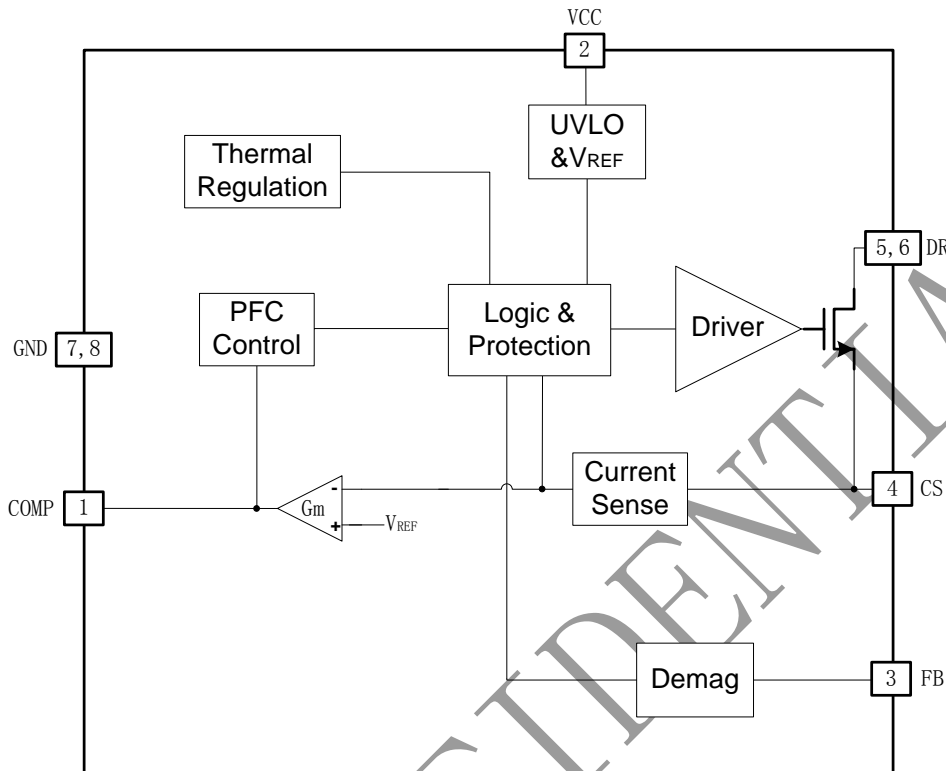 VCC
2
UVLO
&VREF
Thermal
Regulation
5,6 DR
PFC
Control
Logic &
Protection
Driver
GND 7,8
Current
Sense
COMP 1
-
Gm
+
VREF
4 CS
Demag
3 FB